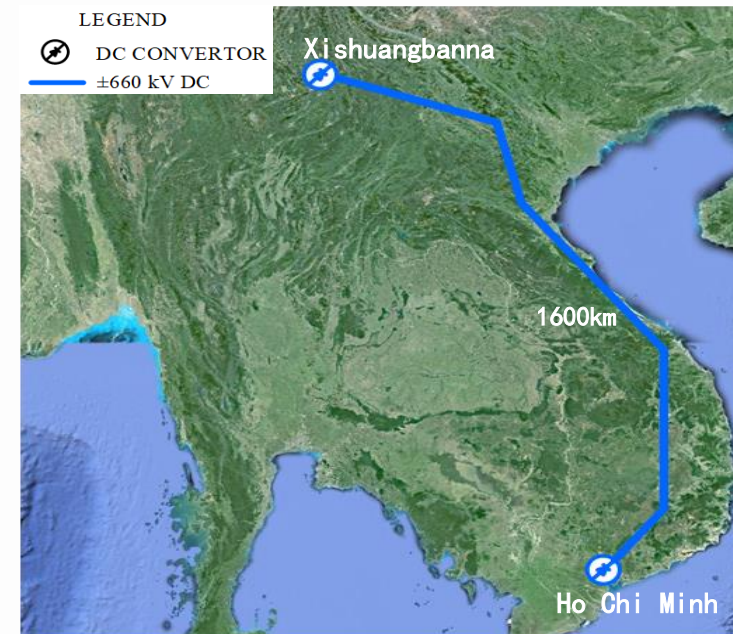 LEGEND
DC CONVERTOR
±660 kV DC
Xishuangbanna
1600km
Ho Chi Minh